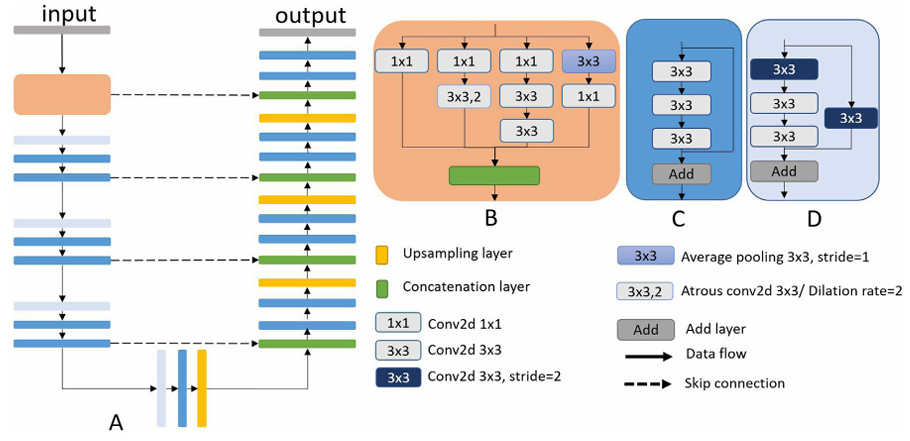 input
output
1x1
1x1
1x1
3x3
3x3,2
3x3
1x1
3x3
B
3x3
3x3
3x3
Add
C
3x3
3x3
3x3
3x3
Add
D
Upsampling layer
Concatenation layer
1x1 Conv2d 1x1
3x3 Conv2d 3x3
3x3 Conv2d 3x3, stride=2
3x3 Average pooling 3x3, stride=1
3x3,2 Atrous conv2d 3x3/ Dilation rate=2
Add Add layer
Data flow
Skip connection
A